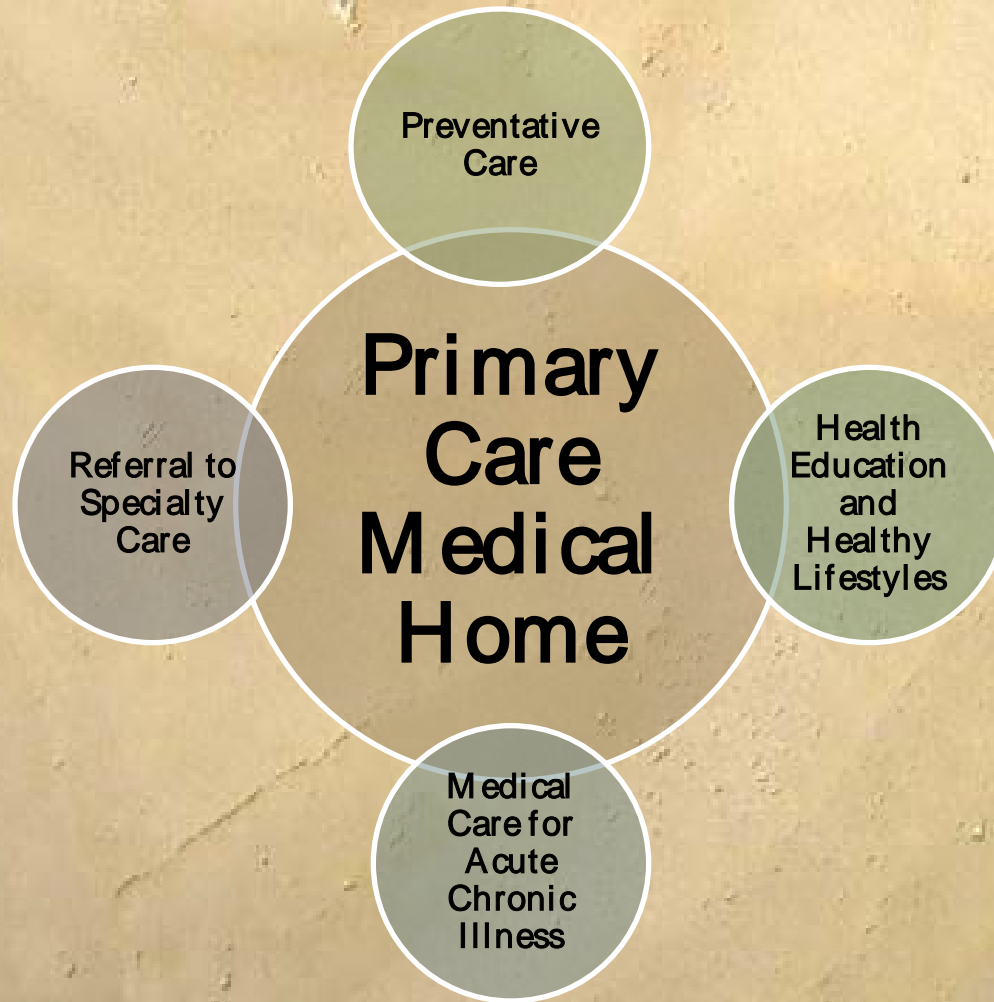 Preventative
Care
Primary
Care
Medical
Home
Referral to
Specialty
Care
Health
Education
and
Healthy
Lifestyles
Medical
Care for
Acute
Chronic
Illness